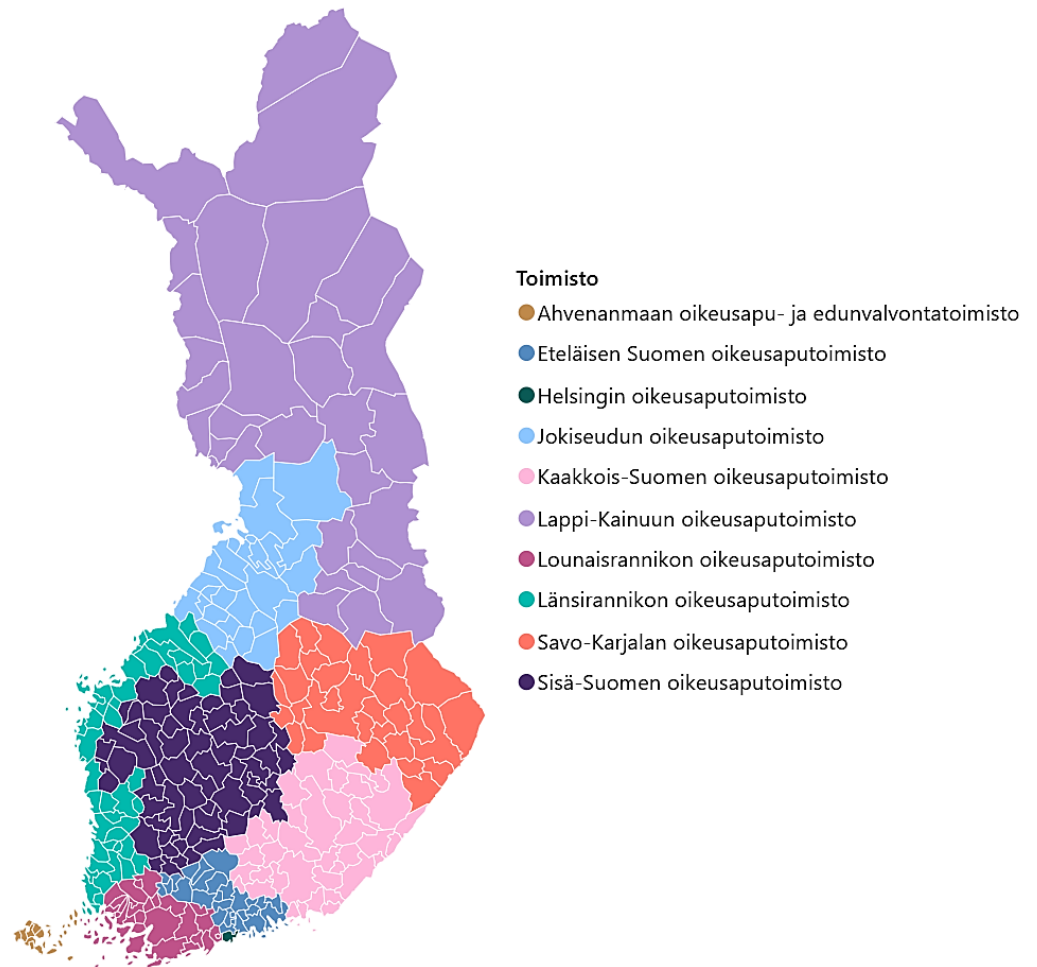 Toimisto
Ahvenanmaan oikeusapu- ja edunvalvontatoimisto
Eteläisen Suomen oikeusaputoimisto
Helsingin oikeusaputoimisto
Jokiseudun oikeusaputoimisto
Kaakkois-Suomen oikeusaputoimisto
Lappi-Kainuun oikeusaputoimisto
Lounaisrannikon oikeusaputoimisto
Länsirannikon oikeusaputoimisto
Savo-Karjalan oikeusaputoimisto
Sisä-Suomen oikeusaputoimisto